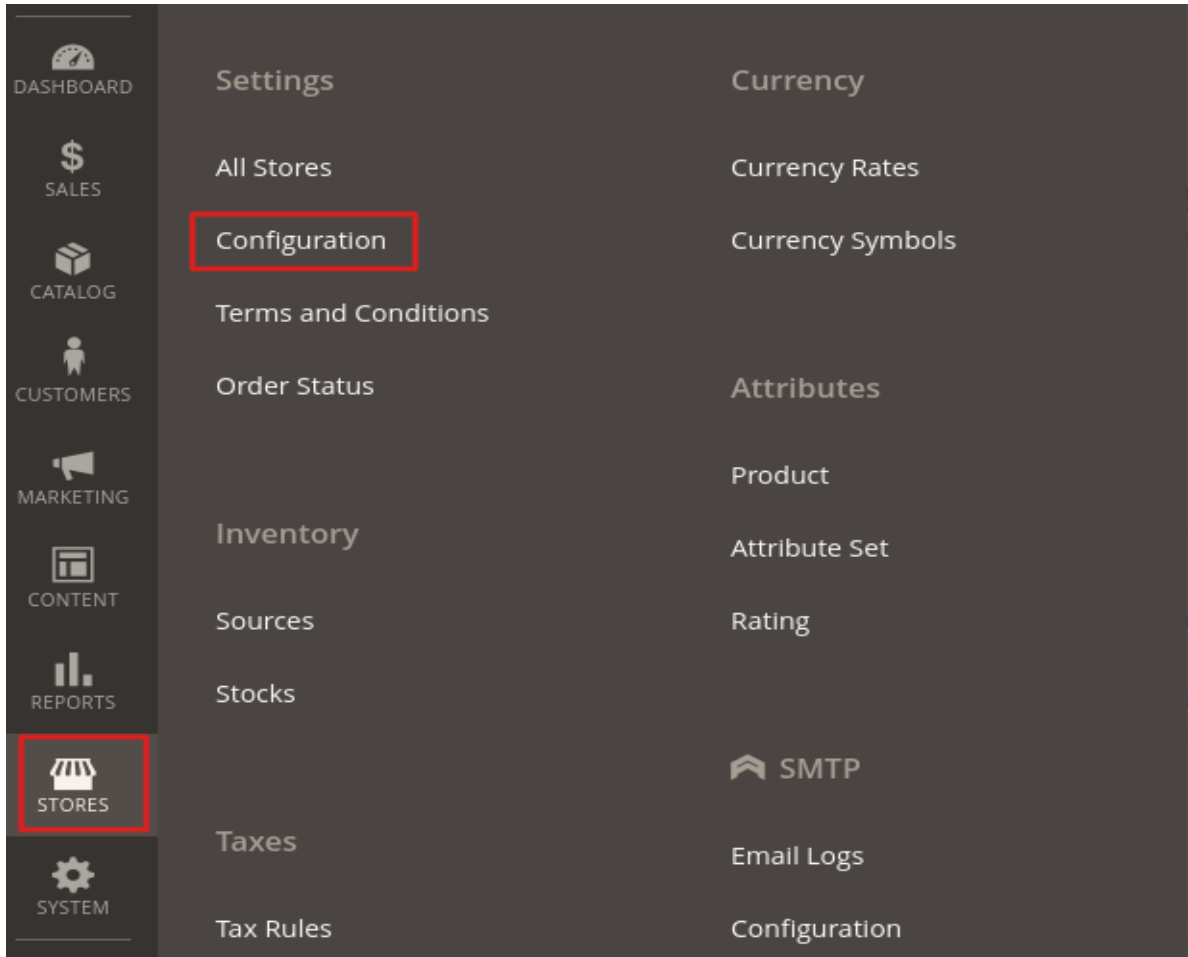 DASHBOARD
SALES
CATALOG
CUSTOMERS
MARKETING
CONTENT
REPORTS
STORES
SYSTEM
Settings
All Stores
Configuration
Terms and Conditions
Order Status
Inventory
Sources
Stocks
Taxes
Tax Rules
Currency
Currency Rates
Currency Symbols
Attributes
Product
Attribute Set
Rating
SMTP
Email Logs
Configuration